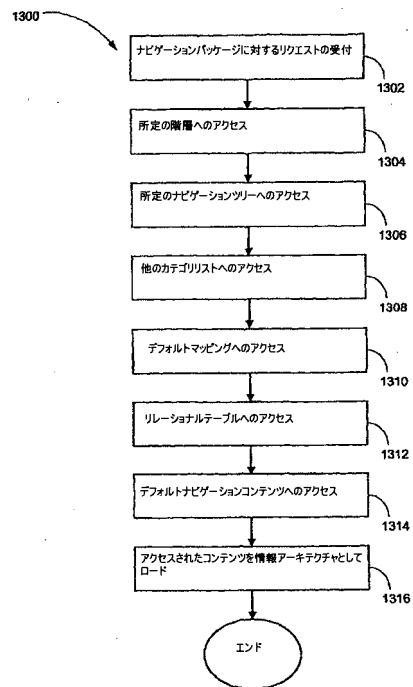 1300
ナビゲーションパッケージに対するリクエストの受付
1302
所定の階層へのアクセス
1304
所定のナビゲーションツリーへのアクセス
1306
他のカテゴリリストへのアクセス
1308
デフォルトマッピングへのアクセス
1310
リレーショナルテーブルへのアクセス
1312
デフォルトナビゲーションコンテンツへのアクセス
1314
アクセスされたコンテンツを情報アーキテクチャとして
ロード
1316
エンド